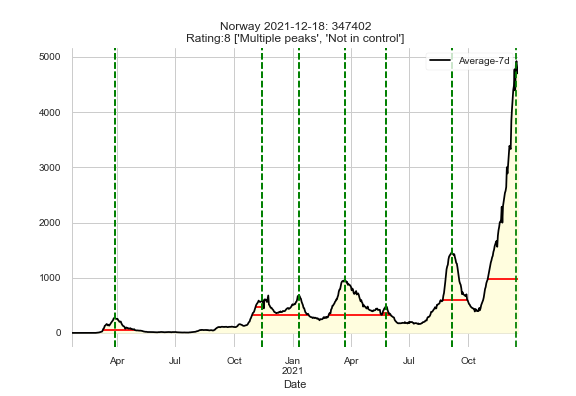 Norway 2021-12-18: 347402
Rating:8 ['Multiple peaks', 'Not in control']
Average-7d
5000
4000
3000
2000
1000
0
Apr
Jul
Oct
Jan
2021
Apr
Jul
Oct
Date